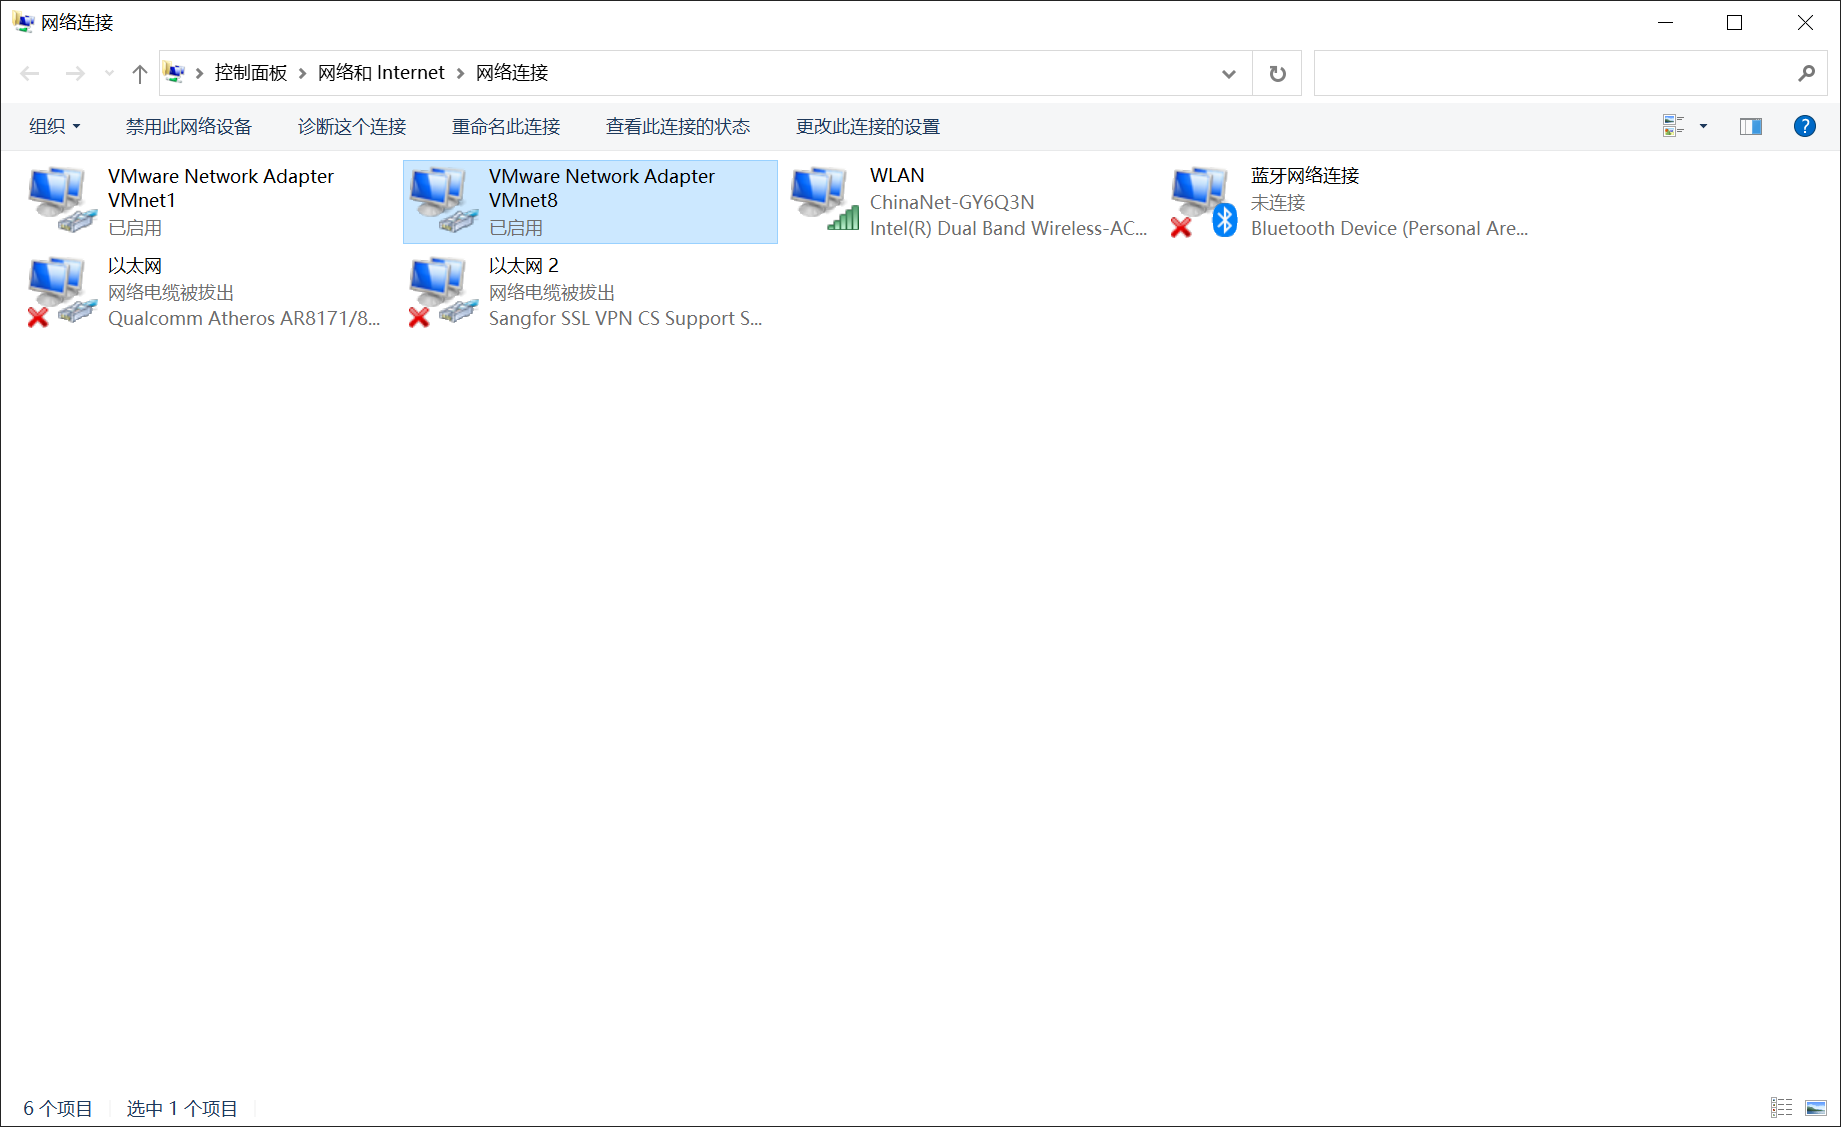 网络连接
控制面板 网络和 Internet 网络连接
组织 禁用此网络设备 诊断这个连接 重命名此连接 查看此连接的状态 更改此连接的设置
VMware Network Adapter
VMnet1
已启用
VMware Network Adapter
VMnet8
已启用
WLAN
ChinaNet-GY6Q3N
Intel(R) Dual Band Wireless-AC...
蓝牙网络连接
未连接
Bluetooth Device (Personal Are...
以太网
网络电缆被拔出
Qualcomm Atheros AR8171/8...
以太网 2
网络电缆被拔出
Sangfor SSL VPN CS Support S...
6 个项目 选中 1 个项目